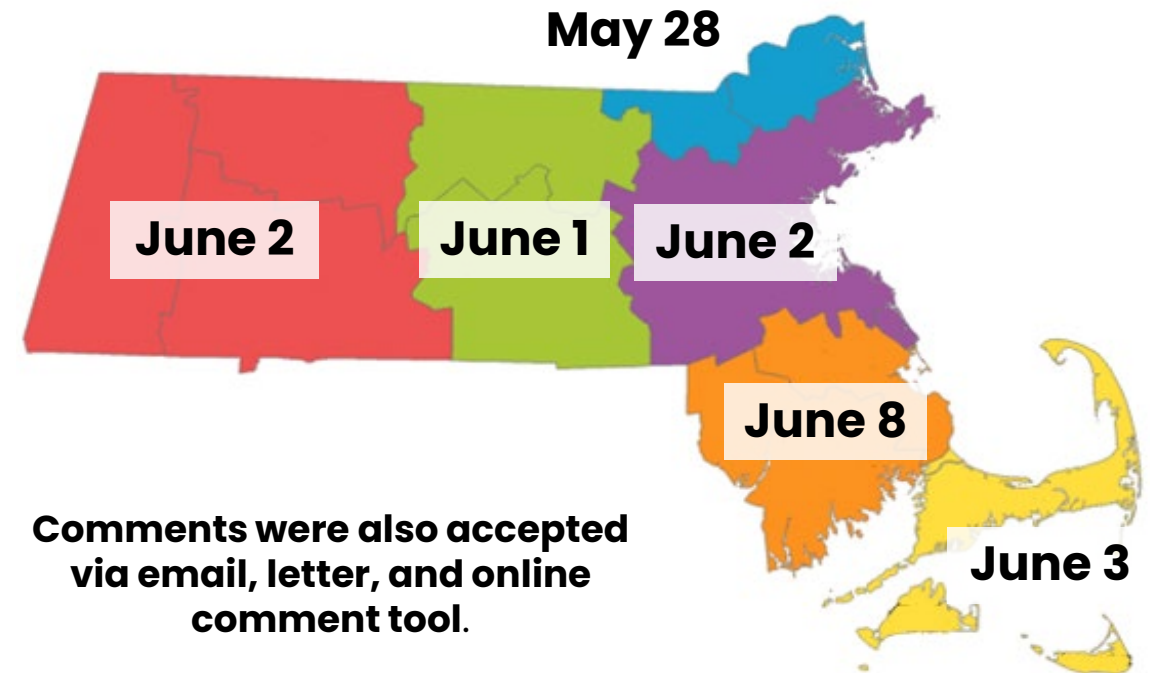 May 28
June 2
June 1
June 2
June 8
June 3
Comments were also accepted
via email, letter, and online
comment tool.